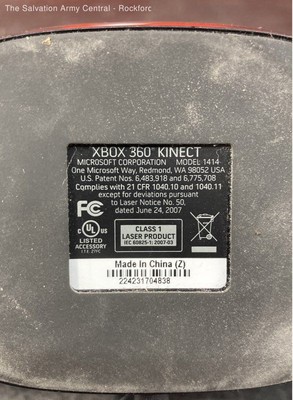 The Salvation Army Central - Rockford
XBOX 360 KINECT
MICROSOFT CORPORATION MODEL 1414
One Microsoft Way, Redmond, WA 98052 USA
U.S. Patent Nos. 6,483,918 and 6,775,708
Complies with 21 CFR 1040.10 and 1040.11
except for deviations pursuant
to Laser Notice No. 50,
dated June 24, 2007
FC
c UL us
LISTED
ACCESSORY
CLASS 1
LASER PRODUCT
IEC 60825-1: 2007-03
Made In China (Z)
224231704838